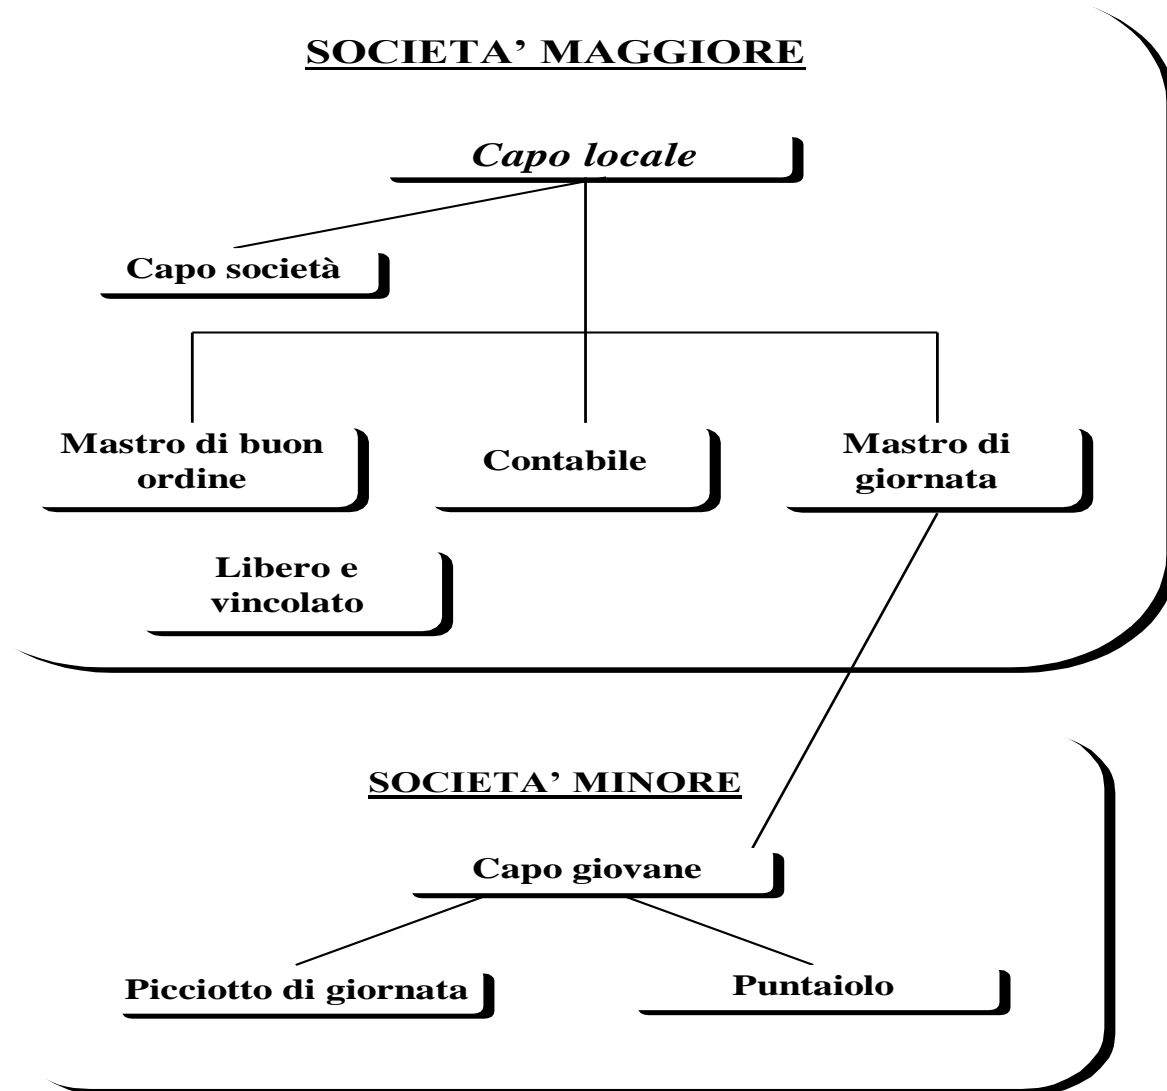 SOCIETA’ MAGGIORE
Capo locale
Capo società
Mastro di buon
ordine
Contabile
Mastro di
giornata
Libero e
vincolato
SOCIETA’ MINORE
Capo giovane
Picciotto di giornata
Puntaiolo